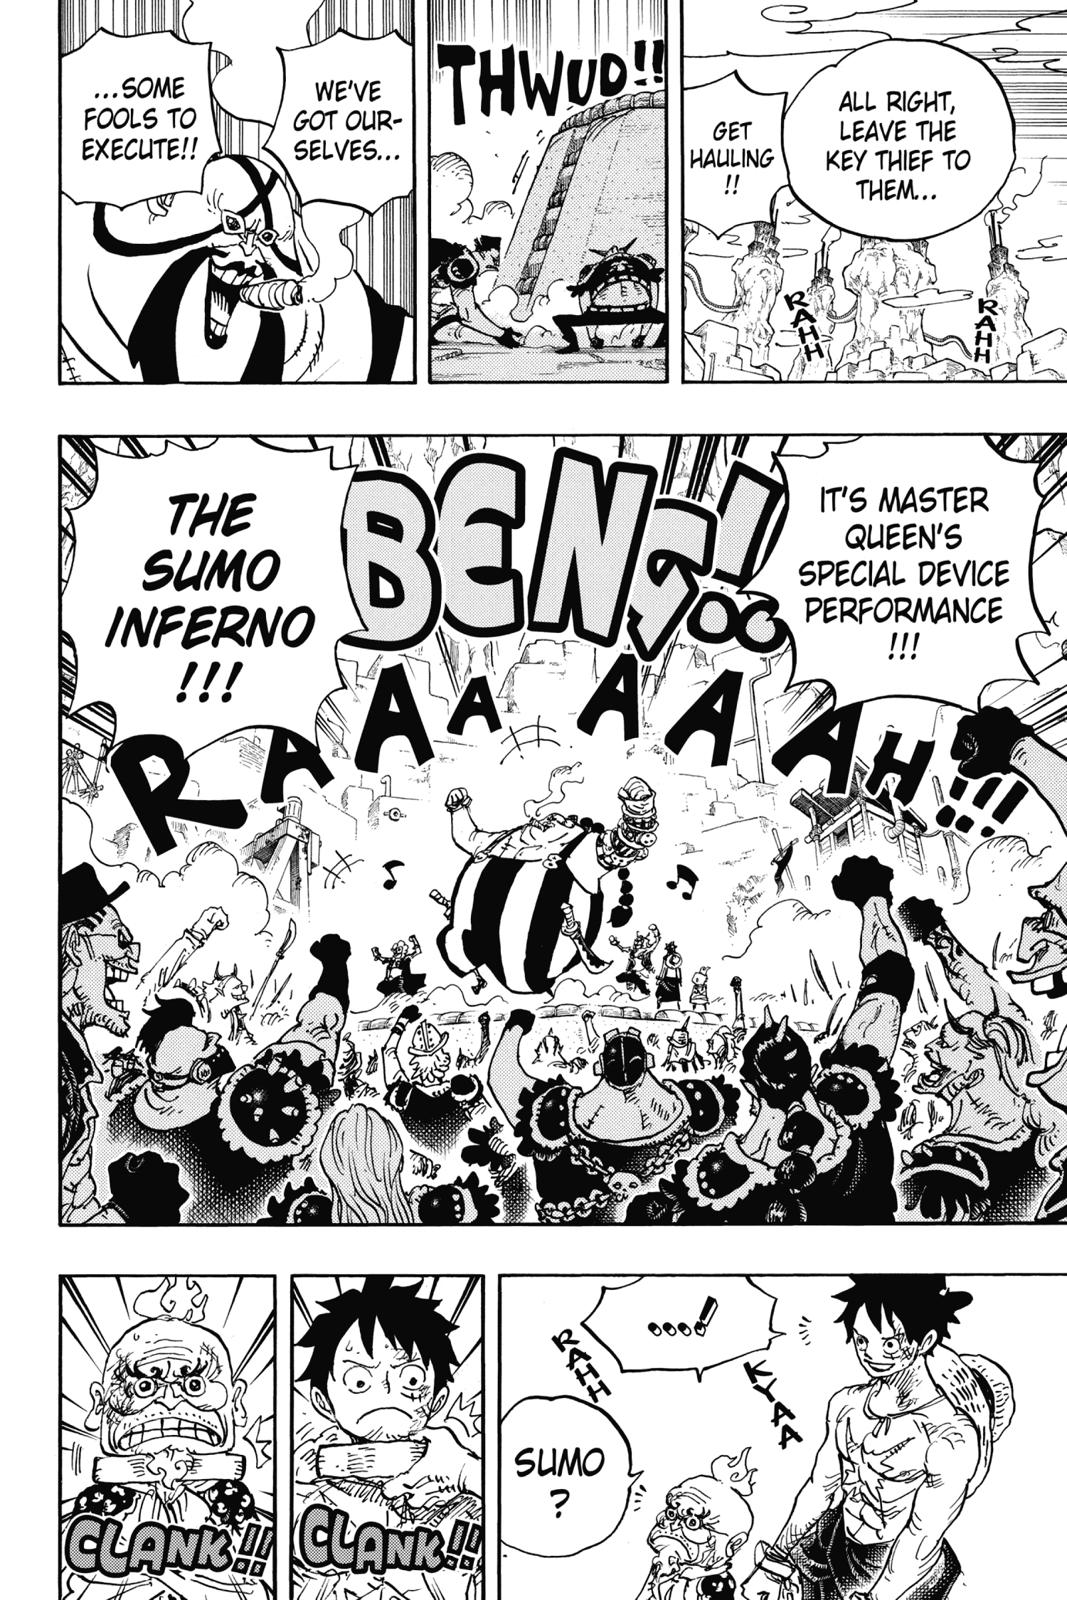 ALL RIGHT,
LEAVE THE
KEY THIEF TO
THEM...
GET
HAULING
!!
RAHH
RAHH
THWUD!!
WE'VE
GOT OUR-
SELVES...
...SOME
FOOLS TO
EXECUTE!!
IT'S MASTER
QUEEN'S
SPECIAL DEVICE
PERFORMANCE
!!!
BENG!
THE
SUMO
INFERNO
!!!
RAAAAAAH!!!
....!
RAHH
KYAA
SUMO
?
CLANK!!
CLANK!!